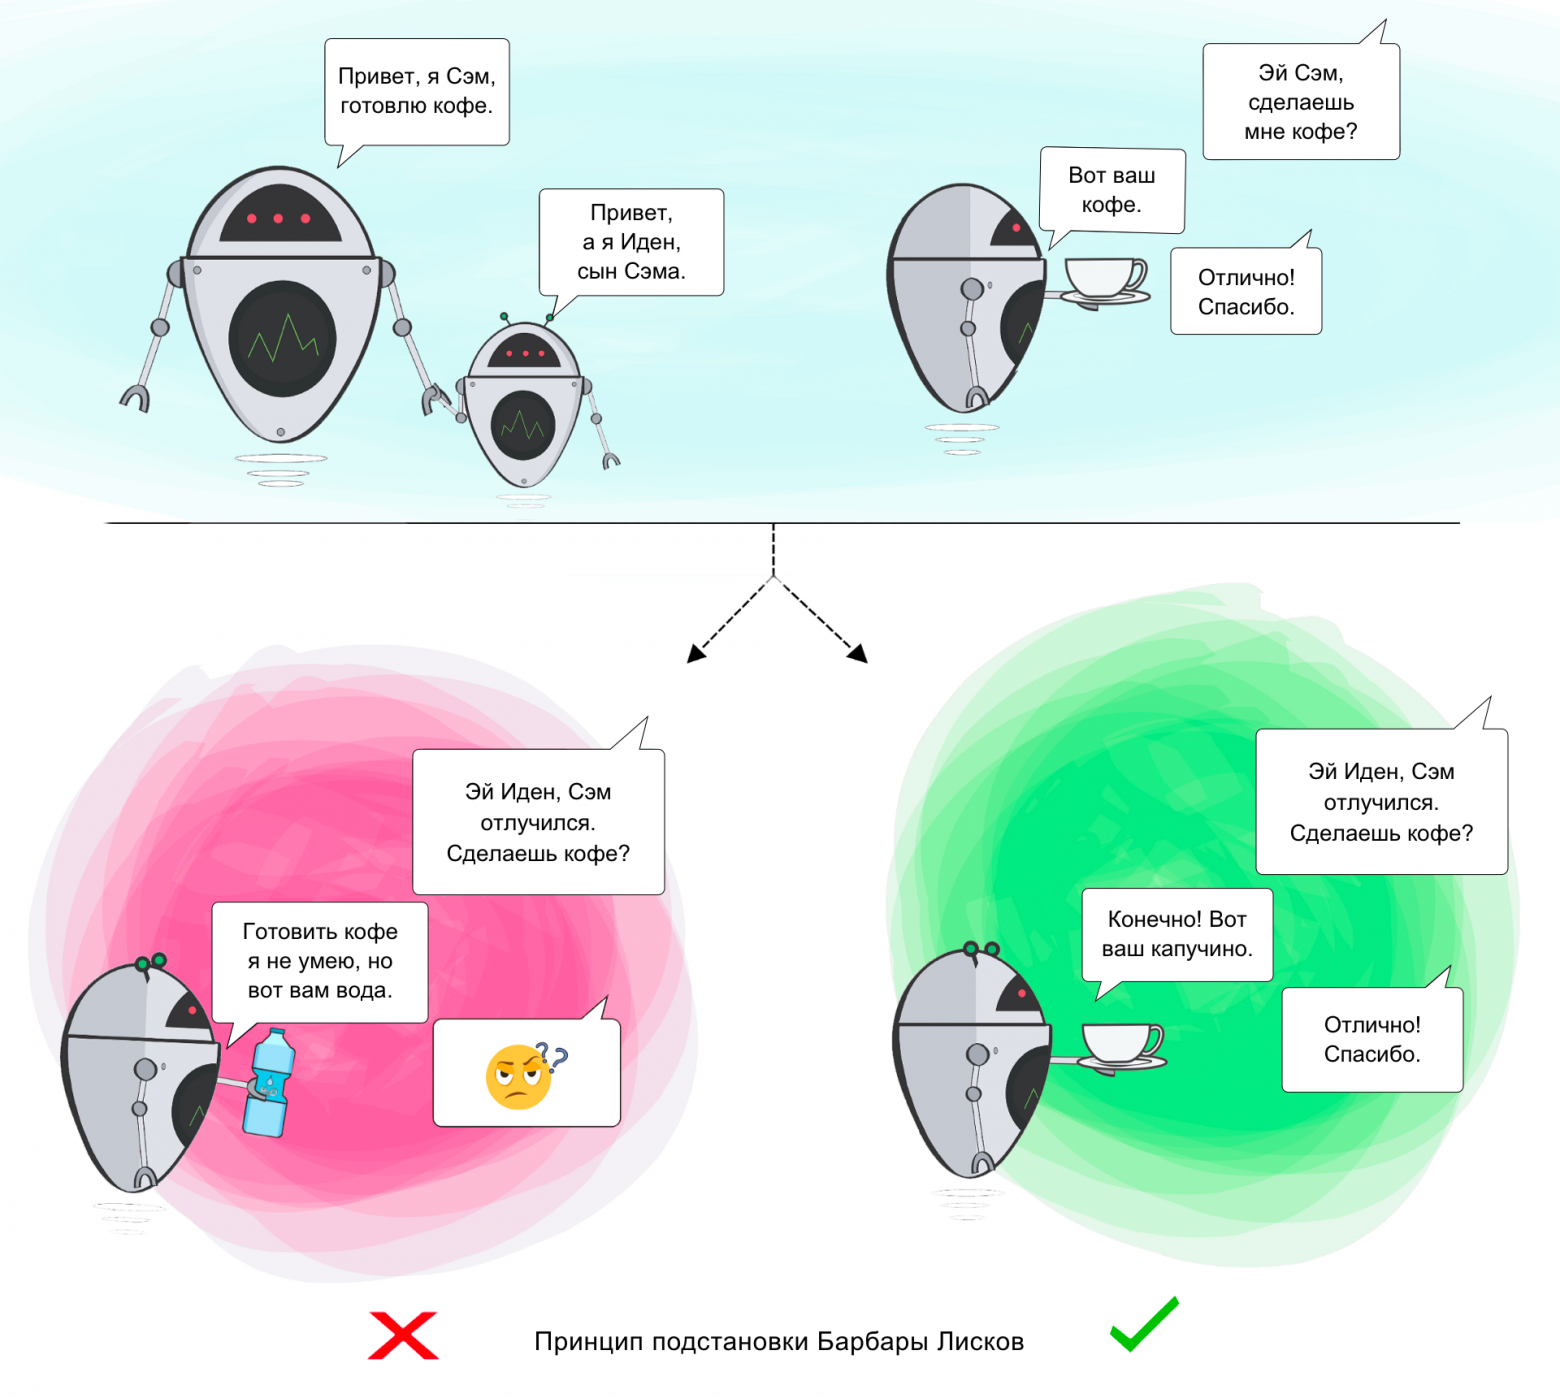 Привет, я Сэм,
готовлю кофе.
Привет,
а я Иден,
сын Сэма.
Эй Сэм,
сделаешь
мне кофе?
Вот ваш
кофе.
Отлично!
Спасибо.
Эй Иден, Сэм
отлучился.
Сделаешь кофе?
Готовить кофе
я не умею, но
вот вам вода.
??
Эй Иден, Сэм
отлучился.
Сделаешь кофе?
Конечно! Вот
ваш капучино.
Отлично!
Спасибо.
Принцип подстановки Барбары Лисков